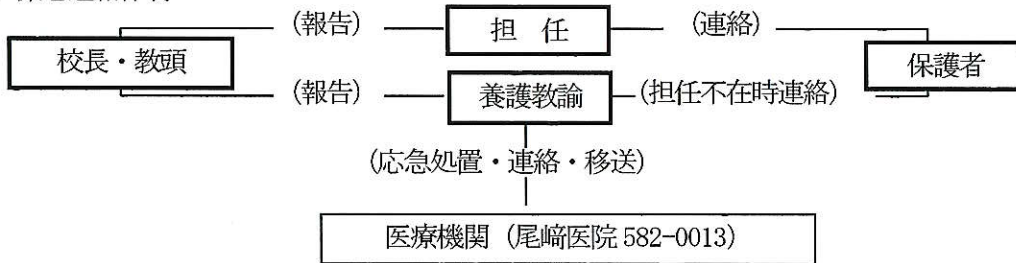 (報告) 担 任 (連絡)
校長・教頭 保護者
(報告) 養護教諭 (担任不在時連絡)
(応急処置・連絡・移送)
医療機関 (尾﨑医院 582-0013)